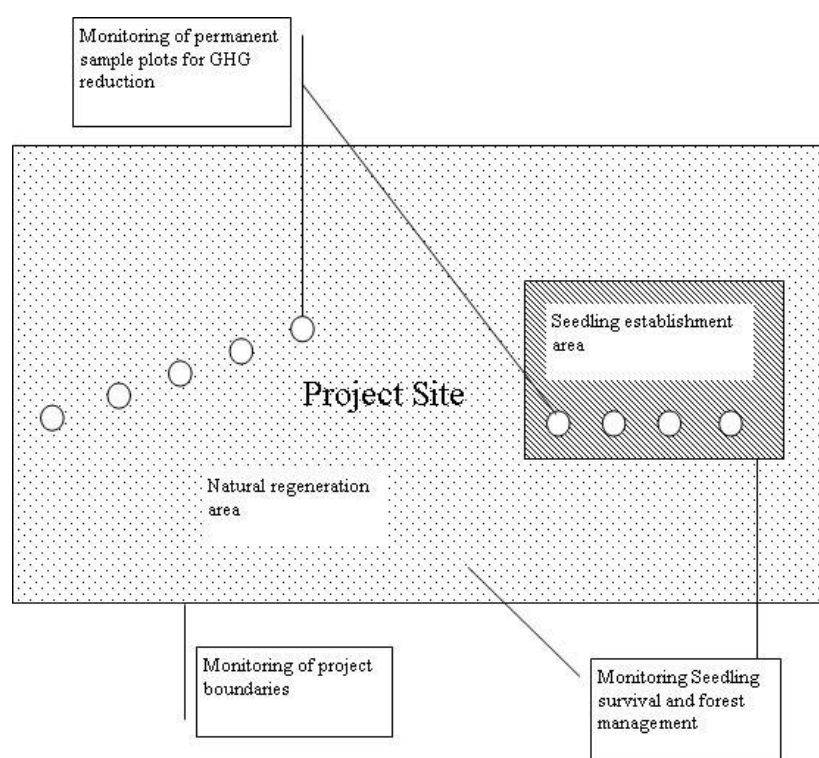 Monitoring of permanent
sample plots for GHG
reduction
Seedling establishment
area
Project Site
Natural regeneration
area
Monitoring of project
boundaries
Monitoring Seedling
survival and forest
management